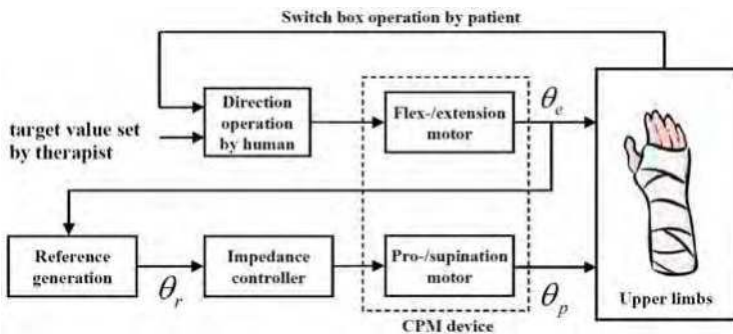 Switch box operation by patient
target value set
by therapist
Direction
operation
by human
Flex-/extension
motor
θe
Reference
generation
θr
Impedance
controller
Pro-/supination
motor
θp
Upper limbs
CPM device